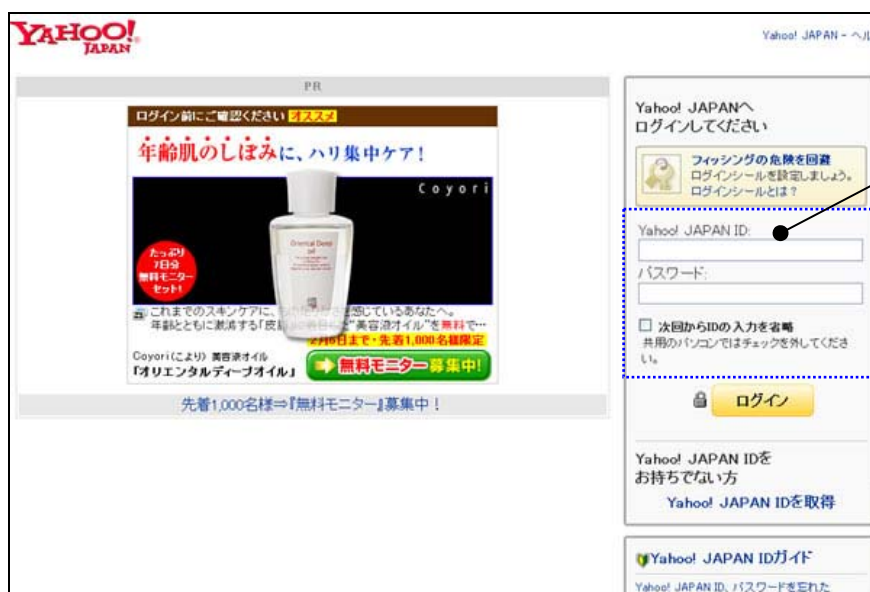 YAHOO!
JAPAN
Yahoo! JAPAN - ヘル
PR
ログイン前にご確認ください オススメ
年齢肌のしぼみに、ハリ集中ケア!
Coyori
たっぷり
7日分
無料モニター
セット!
これまでのスキンケアに、
感じているあなたへ。
年齢とともに激減する「皮
美容液オイル"を無料で…
2月6日まで・先着1,000名様限定
Coyori(こより) 美容液オイル
『オリエンタルディープオイル』
無料モニター募集中!
先着1,000名様⇒『無料モニター』募集中!
Yahoo! JAPANへ
ログインしてください
フィッシングの危険を回避
ログインシールを設定しましょう。
ログインシールとは?
Yahoo! JAPAN ID:
パスワード:
次回からIDの入力を省略
共用のパソコンではチェックを外してくださ
い。
ログイン
Yahoo! JAPAN IDを
お持ちでない方
Yahoo! JAPAN IDを取得
Yahoo! JAPAN IDガイド
Yahoo! JAPAN ID、パスワードを忘れた